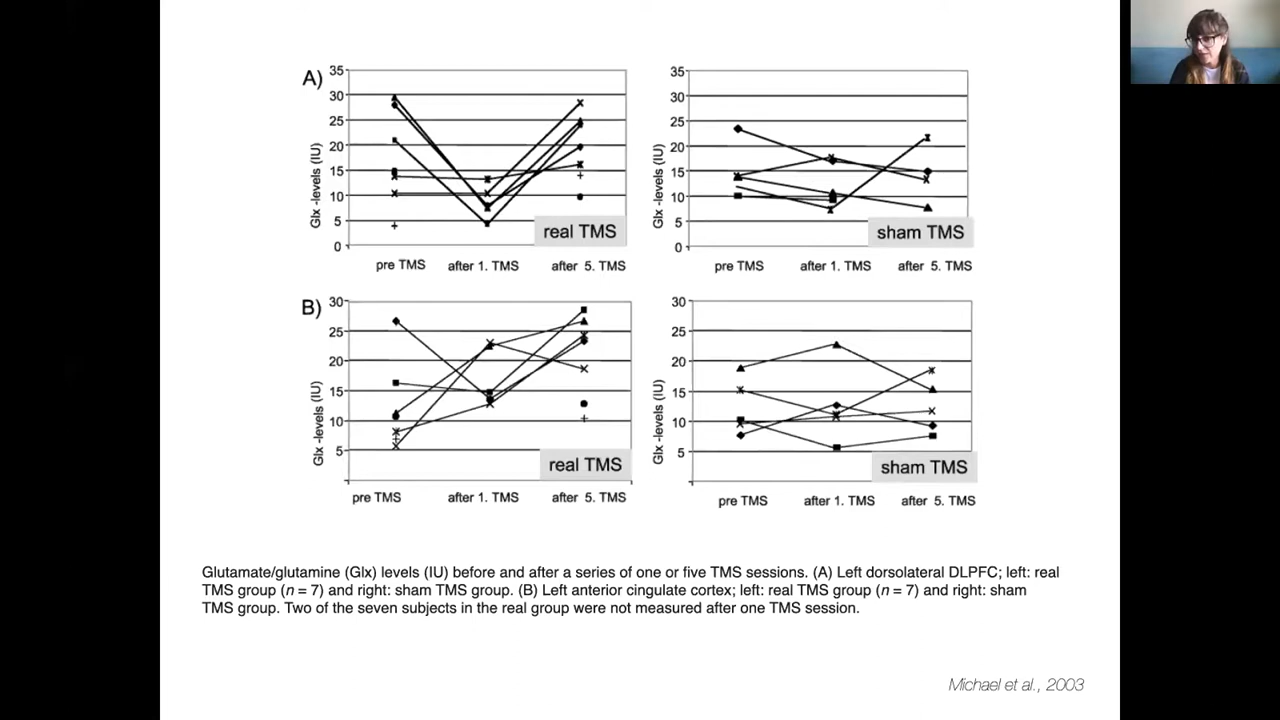 A)
35
30
25
20
15
10
5
0
Glx -levels (IU)
real TMS
pre TMS
after 1. TMS
after 5. TMS
35
30
25
20
15
10
5
0
Glx -levels (IU)
sham TMS
pre TMS
after 1. TMS
after 5. TMS
B)
30
25
20
15
10
5
Glx -levels (IU)
real TMS
pre TMS
after 1. TMS
after 5. TMS
30
25
20
15
10
5
Glx -levels (IU)
sham TMS
pre TMS
after 1. TMS
after 5. TMS
Glutamate/glutamine (Glx) levels (IU) before and after a series of one or five TMS sessions. (A) Left dorsolateral DLPFC; left: real
TMS group (n = 7) and right: sham TMS group. (B) Left anterior cingulate cortex; left: real TMS group (n = 7) and right: sham
TMS group. Two of the seven subjects in the real group were not measured after one TMS session.
Michael et al., 2003